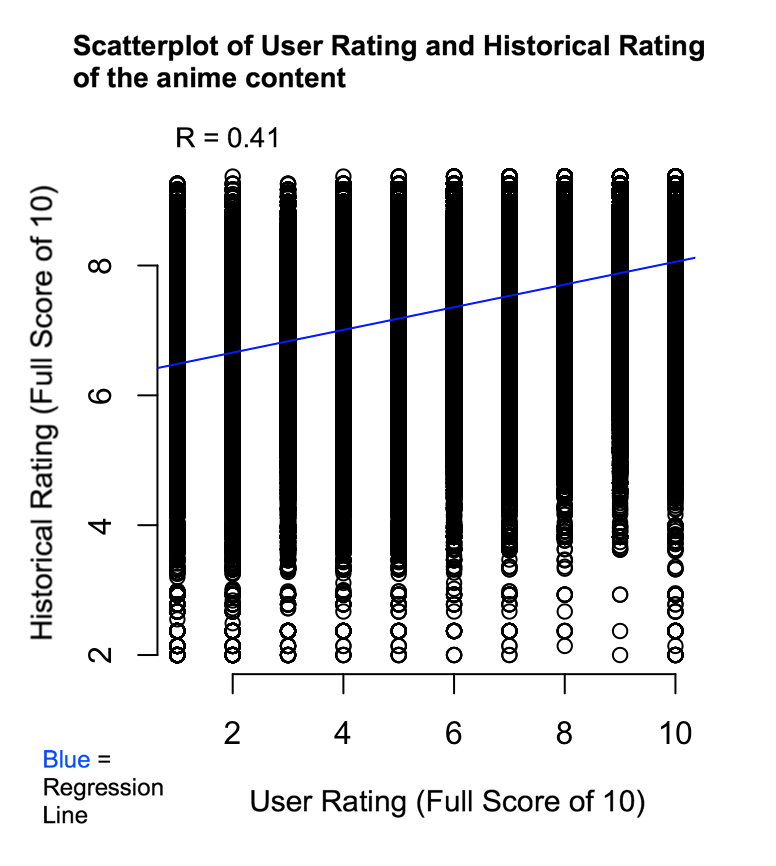 Scatterplot of User Rating and Historical Rating
of the anime content
R = 0.41
Historical Rating (Full Score of 10)
8
6
4
2
2 4 6 8 10
User Rating (Full Score of 10)
Blue =
Regression
Line